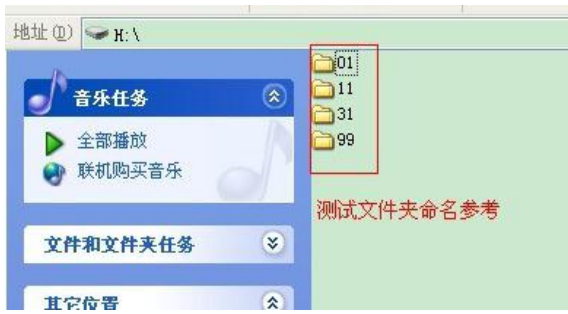 地址(D) H:\
音乐任务
全部播放
联机购买音乐
文件和文件夹任务
其它位置
01
11
31
99
测试文件夹命名参考